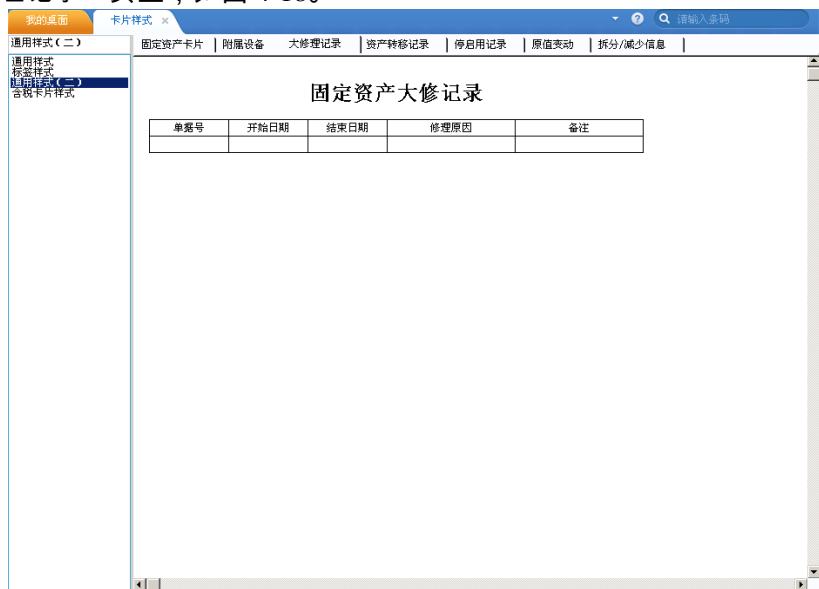 我的桌面 卡片样式 × 请输入条码
通用样式(二) 固定资产卡片 附属设备 大修理记录 资产转移记录 停启用记录 原值变动 拆分/减少信息
通用样式
标签样式
通用样式(二)
含税卡片样式
固定资产大修记录
单据号 开始日期 结束日期 修理原因 备注